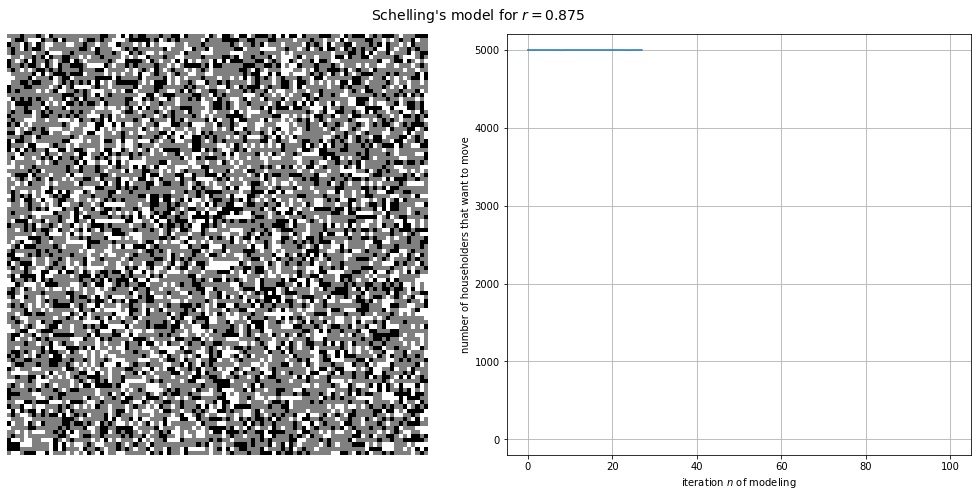 Schelling's model for r = 0.875
number of householders that want to move
5000
4000
3000
2000
1000
0
0 20 40 60 80 100
iteration n of modeling